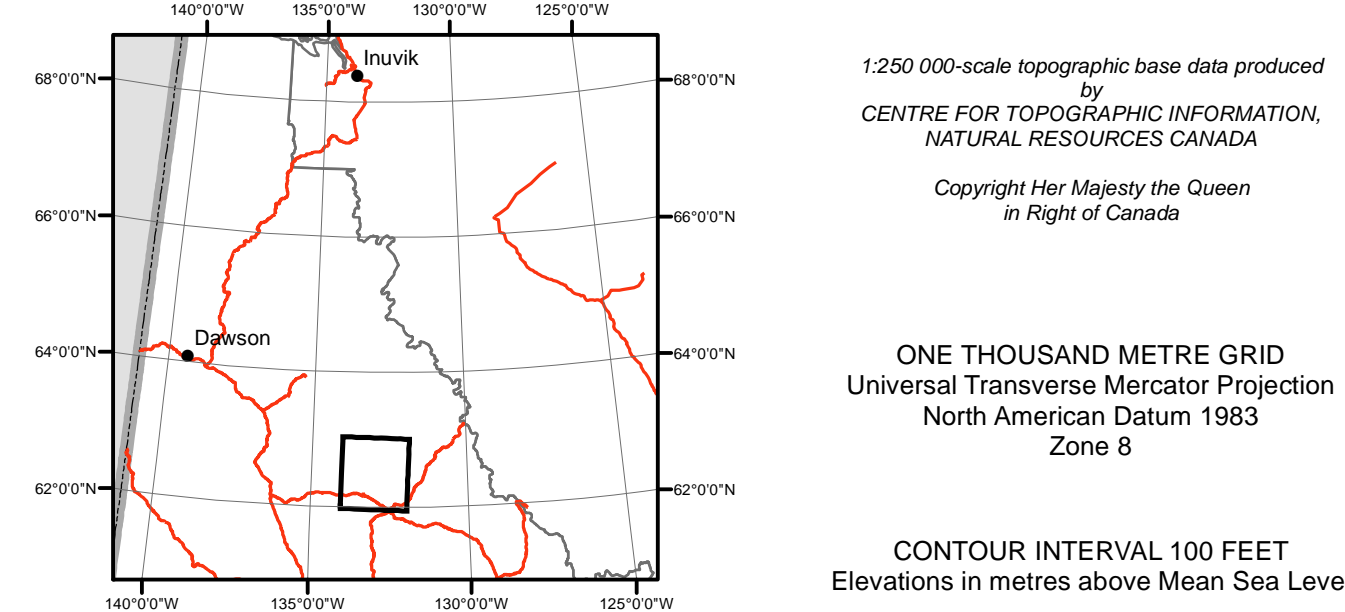 140°0'0"W 135°0'0"W 130°0'0"W 125°0'0"W
Inuvik
68°0'0"N 68°0'0"N
66°0'0"N 66°0'0"N
Dawson
64°0'0"N 64°0'0"N
62°0'0"N 62°0'0"N
140°0'0"W 135°0'0"W 130°0'0"W 125°0'0"W
1:250 000-scale topographic base data produced
by
CENTRE FOR TOPOGRAPHIC INFORMATION,
NATURAL RESOURCES CANADA
Copyright Her Majesty the Queen
in Right of Canada
ONE THOUSAND METRE GRID
Universal Transverse Mercator Projection
North American Datum 1983
Zone 8
CONTOUR INTERVAL 100 FEET
Elevations in metres above Mean Sea Leve